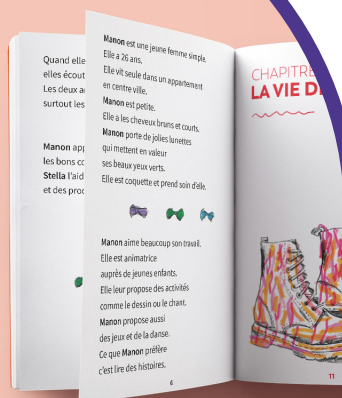 Quand elle
elles écout
Les deux a
surtout les
Manon app
les bons co
Stella l'aid
et des proc
Manon est une jeune femme simple.
Elle a 26 ans.
Elle vit seule dans un appartement
en centre ville.
Manon est petite.
Elle a les cheveux bruns et courts.
Manon porte de jolies lunettes
qui mettent en valeur
ses beaux yeux verts.
Elle est coquette et prend soin d'elle.
Manon aime beaucoup son travail.
Elle est animatrice
auprès de jeunes enfants.
Elle leur propose des activités
comme le dessin ou le chant.
Manon propose aussi
des jeux et de la danse.
Ce que Manon préfère
c'est lire des histoires.
6
CHAPITRE
LA VIE D
11